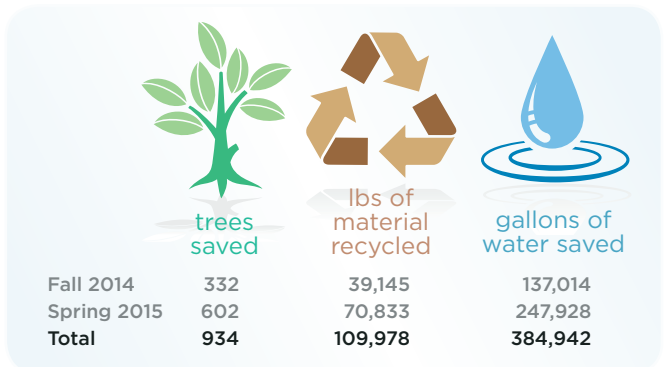 trees
saved
lbs of
material
recycled
gallons of
water saved
Fall 2014 332 39,145 137,014
Spring 2015 602 70,833 247,928
Total 934 109,978 384,942